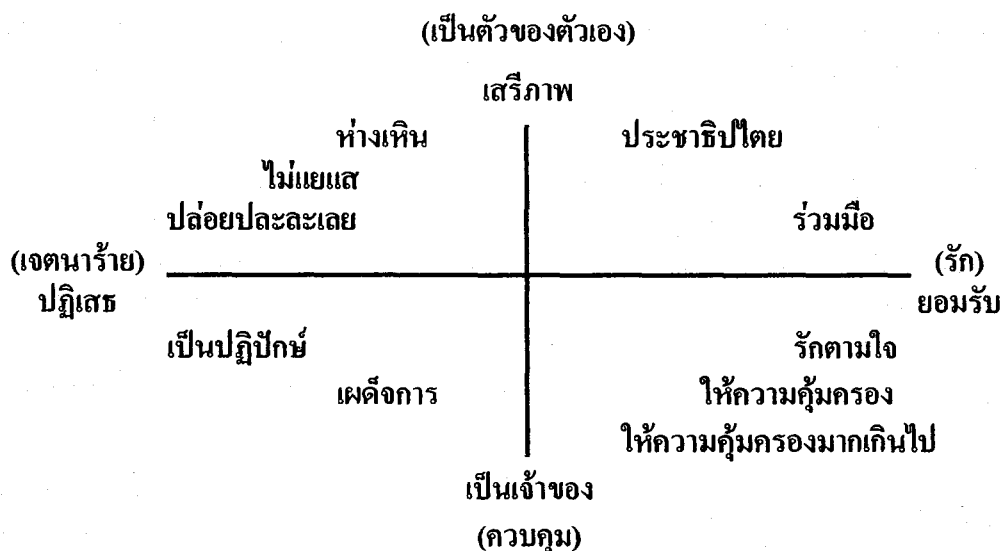 (เป็นตัวของตัวเอง)
เสรีภาพ
ห่างเหิน ประชาธิปไตย
ไม่แยแส
ปล่อยปละละเลย ร่วมมือ
(เจตนาร้าย) (รัก)
ปฏิเสธ ยอมรับ
เป็นปฏิปักษ์ รักตามใจ
เผด็จการ ให้ความคุ้มครอง
ให้ความคุ้มครองมากเกินไป
เป็นเจ้าของ
(ควบคุม)